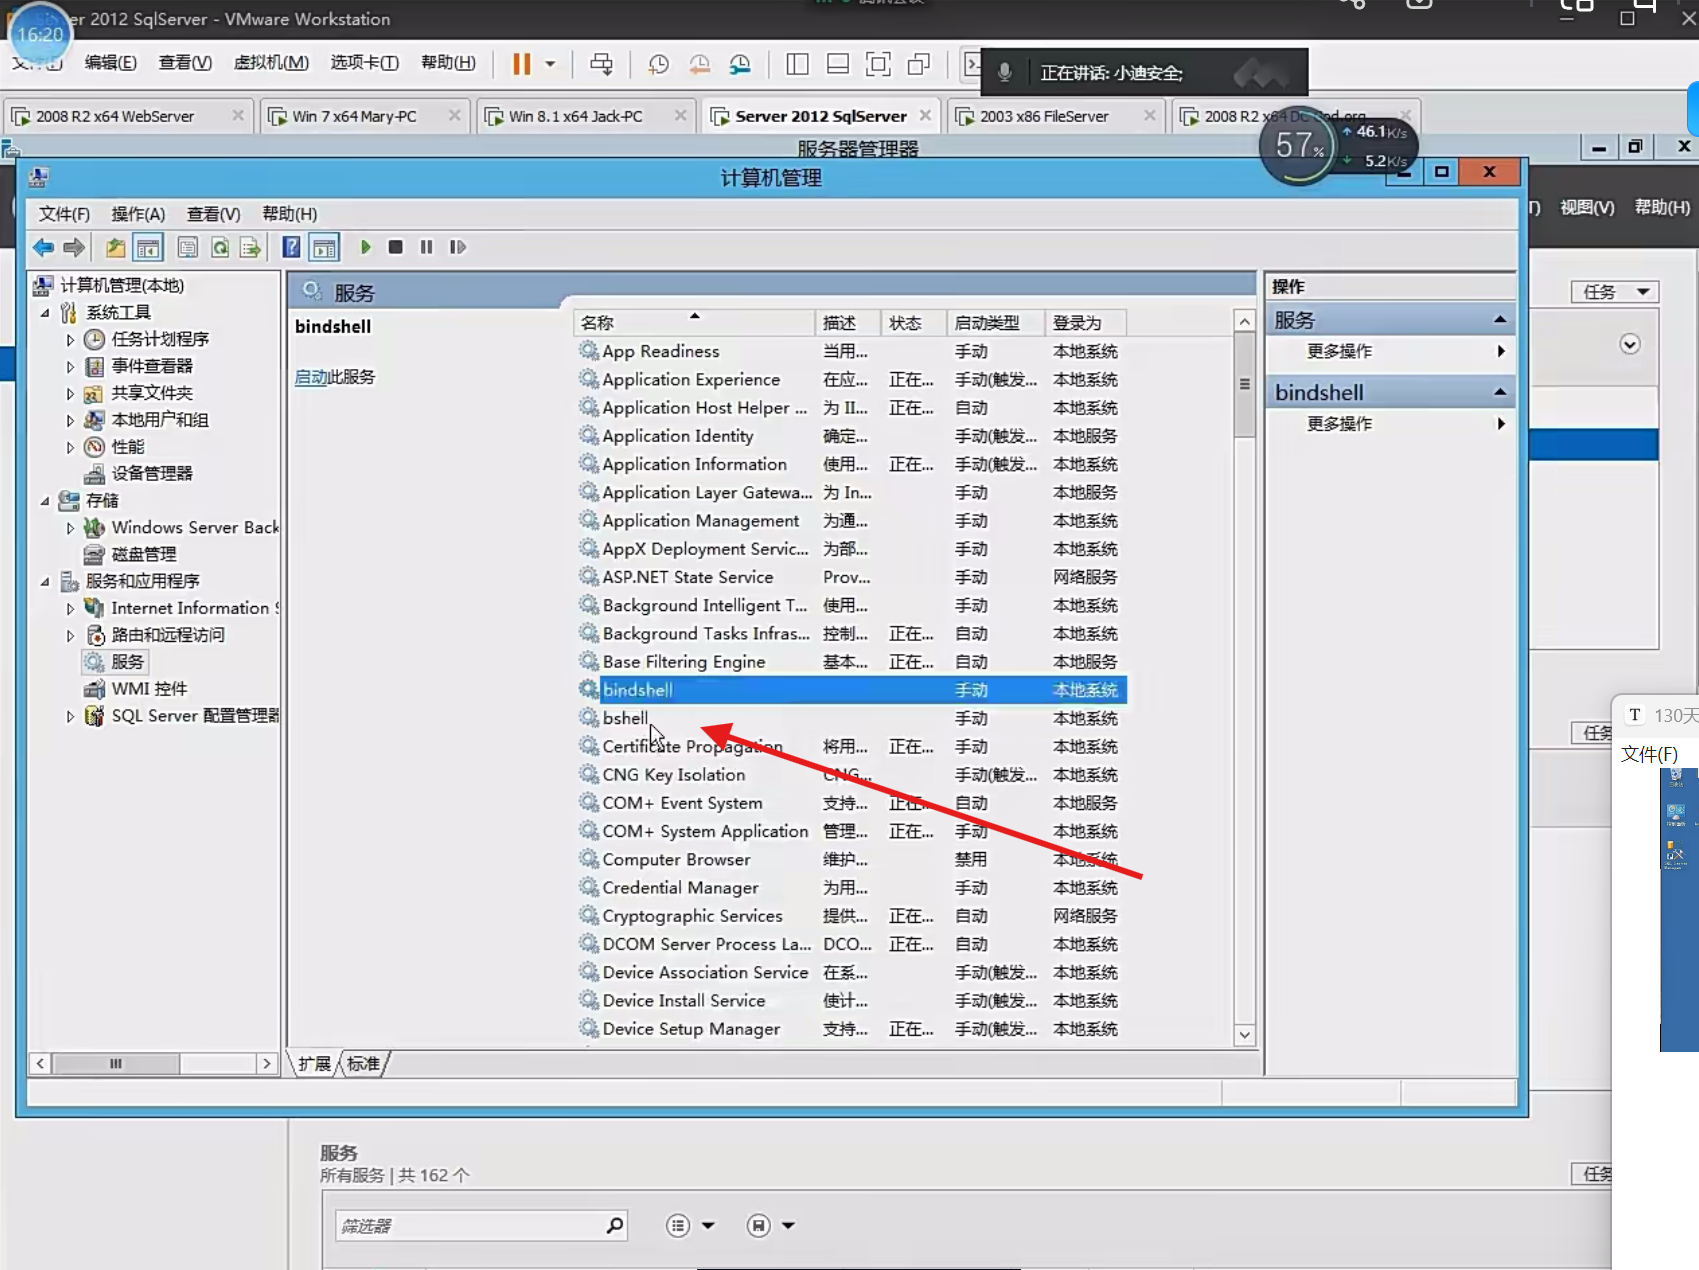 Server 2012 SqlServer - VMware Workstation
16:20
编辑(E) 查看(V) 虚拟机(M) 选项卡(T) 帮助(H)
正在讲话: 小迪安全;
2008 R2 x64 WebServer
Win 7 x64 Mary-PC
Win 8.1 x64 Jack-PC
Server 2012 SqlServer
2003 x86 FileServer
2008 R2 x64 DC
57%
46.1K/s
5.2K/s
服务器管理器
计算机管理
视图(V) 帮助(H)
文件(F) 操作(A) 查看(V) 帮助(H)
计算机管理(本地)
系统工具
任务计划程序
事件查看器
共享文件夹
本地用户和组
性能
设备管理器
存储
Windows Server Back
磁盘管理
服务和应用程序
Internet Information S
路由和远程访问
服务
WMI 控件
SQL Server 配置管理器
服务
bindshell
启动此服务
名称 描述 状态 启动类型 登录为
App Readiness 当用... 手动 本地系统
Application Experience 在应... 正在... 手动(触发... 本地系统
Application Host Helper ... 为 II... 正在... 自动 本地系统
Application Identity 确定... 手动(触发... 本地服务
Application Information 使用... 正在... 手动(触发... 本地系统
Application Layer Gatewa... 为 In... 手动 本地服务
Application Management 为通... 手动 本地系统
AppX Deployment Servic... 为部... 手动 本地系统
ASP.NET State Service Prov... 手动 网络服务
Background Intelligent T... 使用... 手动 本地系统
Background Tasks Infras... 控制... 正在... 自动 本地系统
Base Filtering Engine 基本... 正在... 自动 本地服务
bindshell 手动 本地系统
bshell 手动 本地系统
Certificate Propagation 将用... 正在... 手动 本地系统
CNG Key Isolation CNG... 手动(触发... 本地系统
COM+ Event System 支持... 正在... 自动 本地服务
COM+ System Application 管理... 正在... 手动 本地系统
Computer Browser 维护... 禁用 本地系统
Credential Manager 为用... 手动 本地系统
Cryptographic Services 提供... 正在... 自动 网络服务
DCOM Server Process La... DCO... 正在... 自动 本地系统
Device Association Service 在系... 手动(触发... 本地系统
Device Install Service 使计... 手动(触发... 本地系统
Device Setup Manager 支持... 正在... 手动(触发... 本地系统
扩展 标准
操作
服务
更多操作
bindshell
更多操作
任务
任务
T 130天
文件(F)
服务
所有服务 | 共 162 个
任务
筛选器